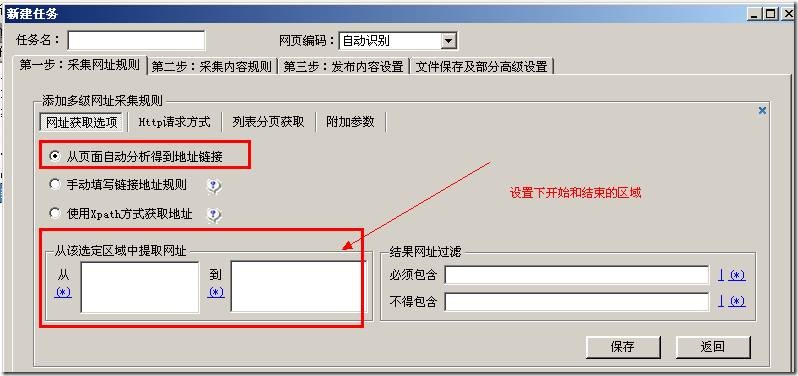 新建任务
任务名: 网页编码: 自动识别
第一步:采集网址规则 第二步:采集内容规则 第三步:发布内容设置 文件保存及部分高级设置
添加多级网址采集规则
网址获取选项 Http请求方式 列表分页获取 附加参数
从页面自动分析得到地址链接
手动填写链接地址规则
设置下开始和结束的区域
使用Xpath方式获取地址
从该选定区域中提取网址 结果网址过滤
从 到 必须包含 | (*)
(*) (*)
不得包含 | (*)
保存 返回